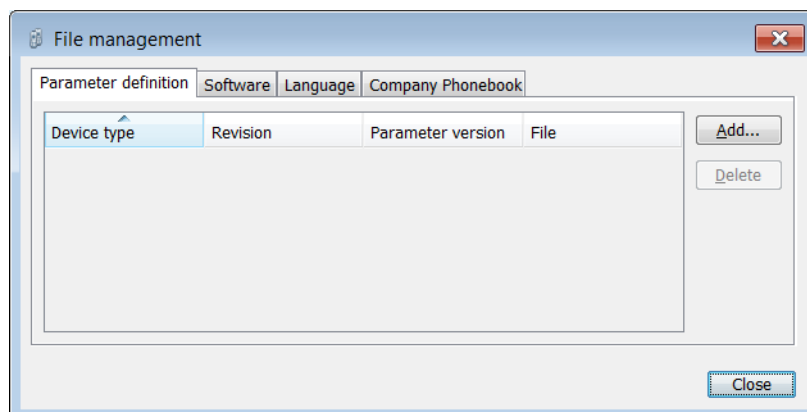 File management
Parameter definition Software Language Company Phonebook
Device type Revision Parameter version File
Add...
Delete
Close